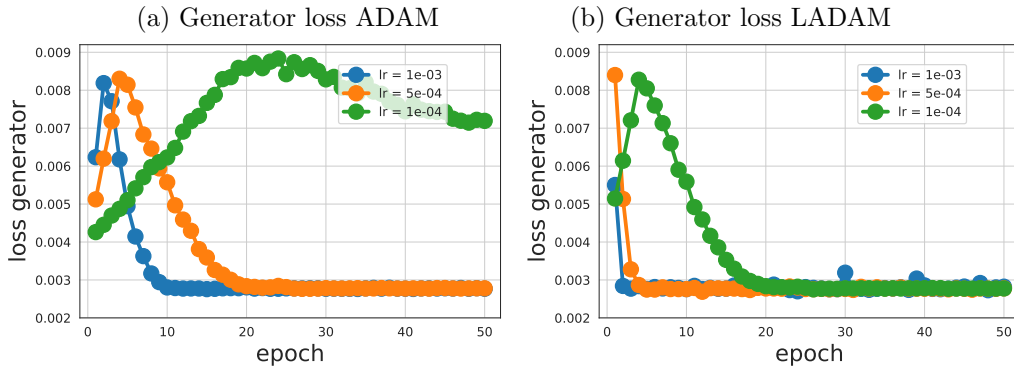 (a) Generator loss ADAM
(b) Generator loss LADAM
0.009
0.008
0.007
0.006
0.005
0.004
0.003
0.002
loss generator
lr = 1e-03
lr = 5e-04
lr = 1e-04
0
10
20
30
40
50
epoch
0.009
0.008
0.007
0.006
0.005
0.004
0.003
0.002
loss generator
lr = 1e-03
lr = 5e-04
lr = 1e-04
0
10
20
30
40
50
epoch